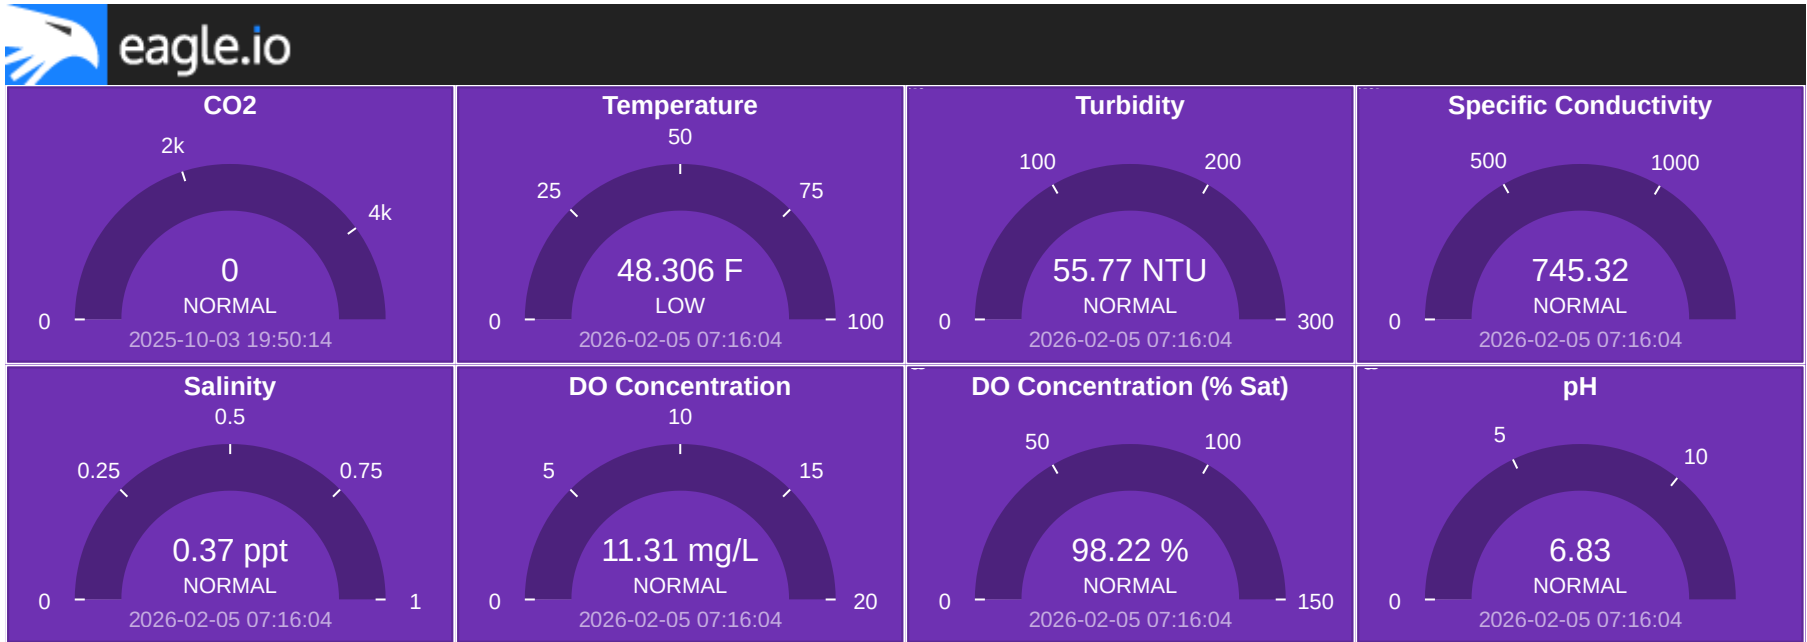 eagle.io
CO2
2k
4k
0
0
NORMAL
2025-10-03 19:50:14
Temperature
50
25
75
48.306 F
LOW
0
100
2026-02-05 07:16:04
Turbidity
100
200
55.77 NTU
NORMAL
0
300
2026-02-05 07:16:04
Specific Conductivity
500
1000
745.32
NORMAL
0
2026-02-05 07:16:04
Salinity
0.5
0.25
0.75
0.37 ppt
NORMAL
0
1
2026-02-05 07:16:04
DO Concentration
10
5
15
11.31 mg/L
NORMAL
0
20
2026-02-05 07:16:04
DO Concentration (% Sat)
50
100
98.22 %
NORMAL
0
150
2026-02-05 07:16:04
pH
5
10
6.83
NORMAL
0
2026-02-05 07:16:04